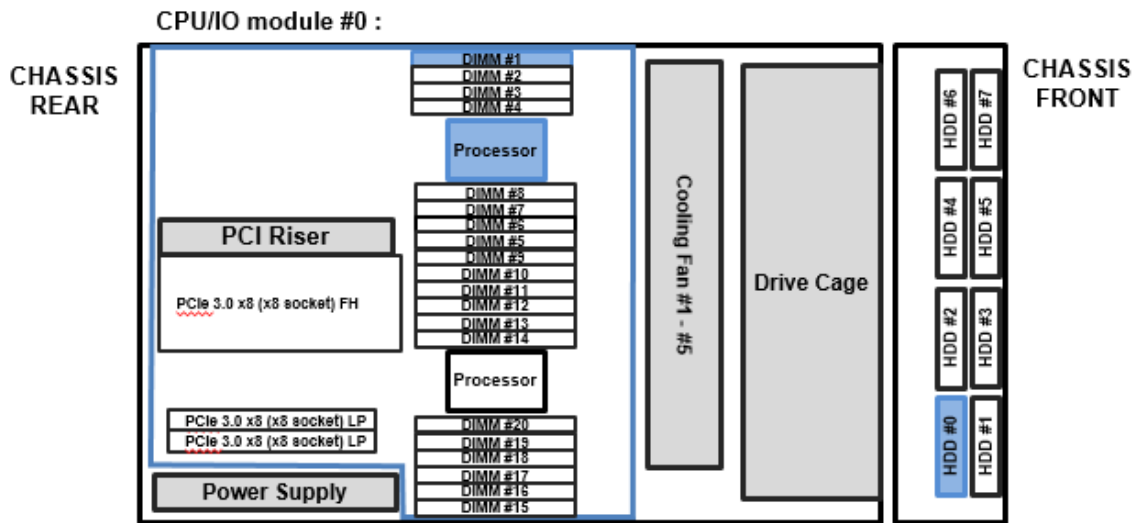 CPU/IO module #0 :
CHASSIS
REAR
DIMM #1
DIMM #2
DIMM #3
DIMM #4
Processor
DIMM #8
DIMM #7
DIMM #6
DIMM #5
DIMM #9
DIMM #10
DIMM #11
DIMM #12
DIMM #13
DIMM #14
Processor
DIMM #20
DIMM #19
DIMM #18
DIMM #17
DIMM #16
DIMM #15
PCI Riser
PCIe 3.0 x8 (x8 socket) FH
PCIe 3.0 x8 (x8 socket) LP
PCIe 3.0 x8 (x8 socket) LP
Power Supply
Cooling Fan #1 - #5
Drive Cage
HDD #6
HDD #7
HDD #4
HDD #5
HDD #2
HDD #3
HDD #0
HDD #1
CHASSIS
FRONT